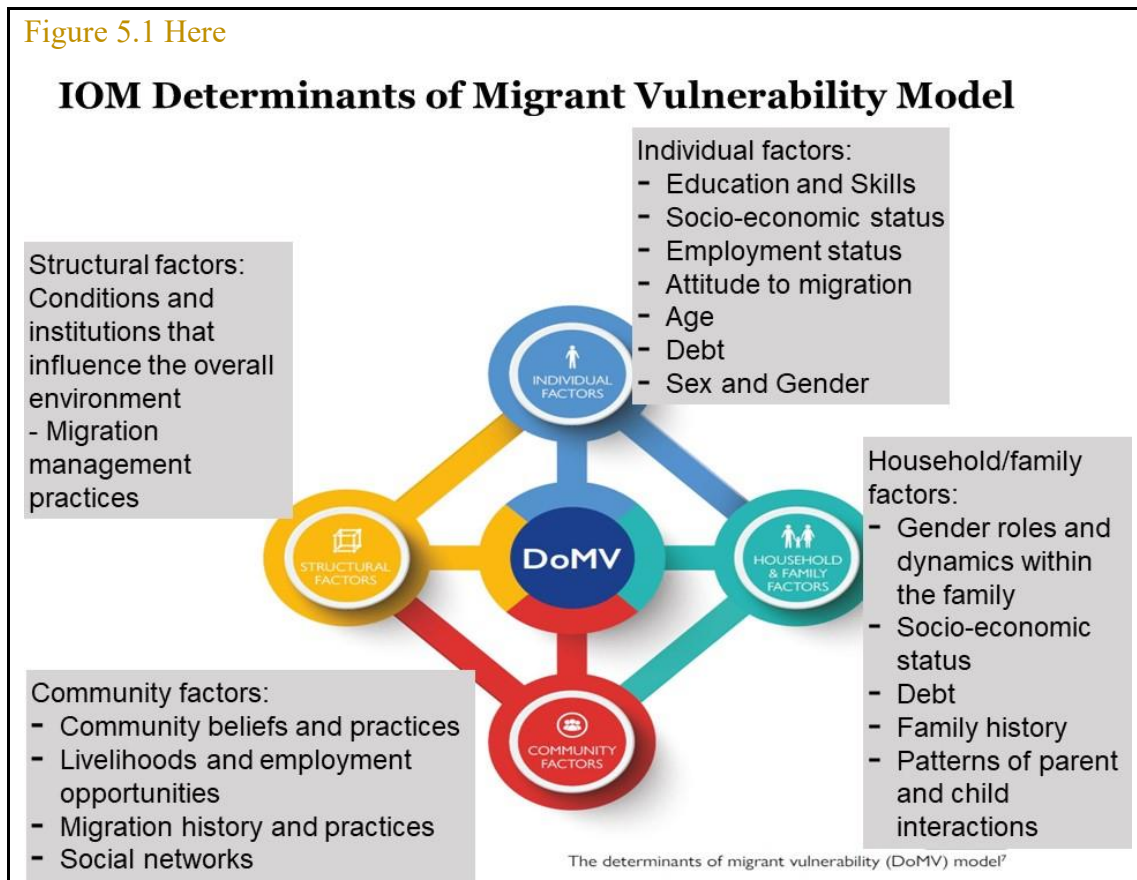 Figure 5.1 Here
IOM Determinants of Migrant Vulnerability Model
Individual factors:
- Education and Skills
- Socio-economic status
- Employment status
- Attitude to migration
- Age
- Debt
- Sex and Gender
Structural factors:
Conditions and
institutions that
influence the overall
environment
- Migration
management
practices
INDIVIDUAL
FACTORS
Household/family
factors:
- Gender roles and
dynamics within
the family
- Socio-economic
status
- Debt
- Family history
- Patterns of parent
and child
interactions
STRUCTURAL
FACTORS
DoMV
HOUSEHOLD
& FAMILY
FACTORS
Community factors:
- Community beliefs and practices
- Livelihoods and employment
opportunities
- Migration history and practices
- Social networks
COMMUNITY
FACTORS
The determinants of migrant vulnerability (DoMV) model⁷